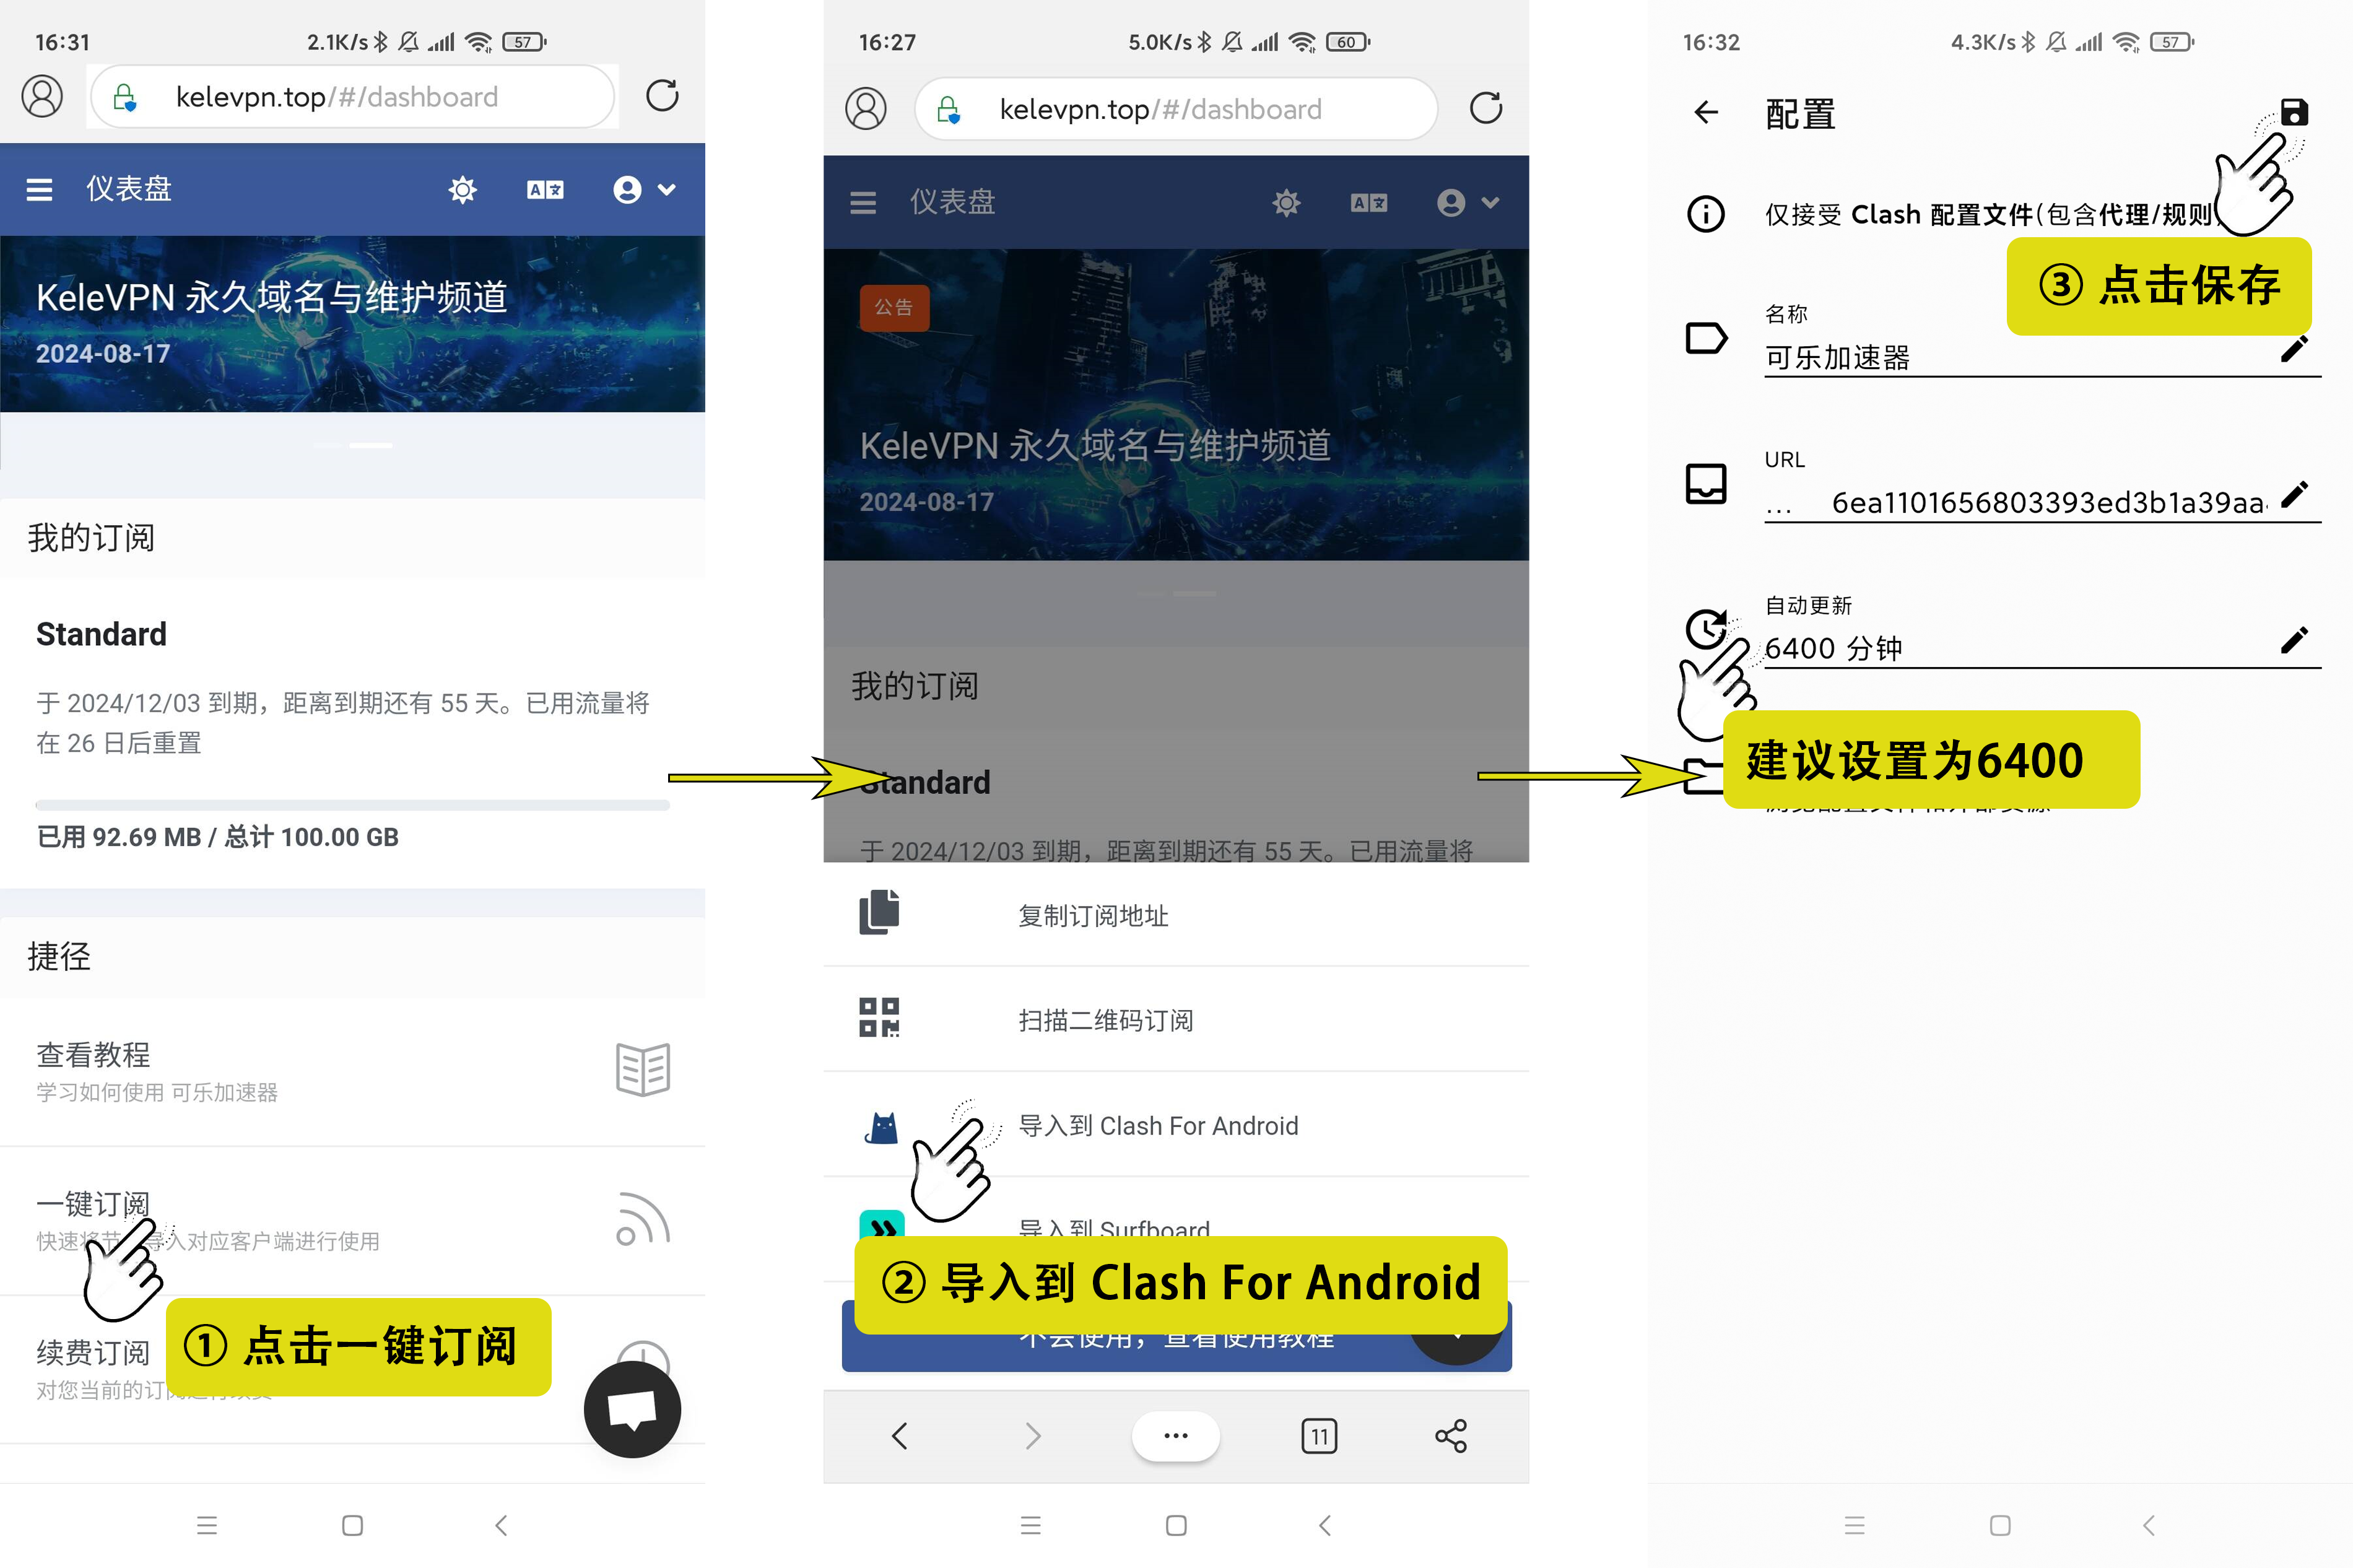 16:31
2.1K/s
57
kelevpn.top/#/dashboard
仪表盘
KeleVPN 永久域名与维护频道
2024-08-17
我的订阅
Standard
于 2024/12/03 到期，距离到期还有 55 天。已用流量将
在 26 日后重置
已用 92.69 MB / 总计 100.00 GB
捷径
查看教程
学习如何使用 可乐加速器
一键订阅
快速将节 导入对应客户端进行使用
续费订阅
① 点击一键订阅
对您当前的订
16:27
5.0K/s
60
kelevpn.top/#/dashboard
仪表盘
公告
KeleVPN 永久域名与维护频道
2024-08-17
我的订阅
Standard
于 2024/12/03 到期，距离到期还有 55 天。已用流量将
复制订阅地址
扫描二维码订阅
导入到 Clash For Android
导入到 Surfboard
② 导入到 Clash For Android
不会使用，查看使用教程
11
16:32
4.3K/s
57
配置
仅接受 Clash 配置文件(包含代理/规则
③ 点击保存
名称
可乐加速器
URL
... 6ea1101656803393ed3b1a39aa
自动更新
6400 分钟
建议设置为6400
浏览配置文件和外部资源